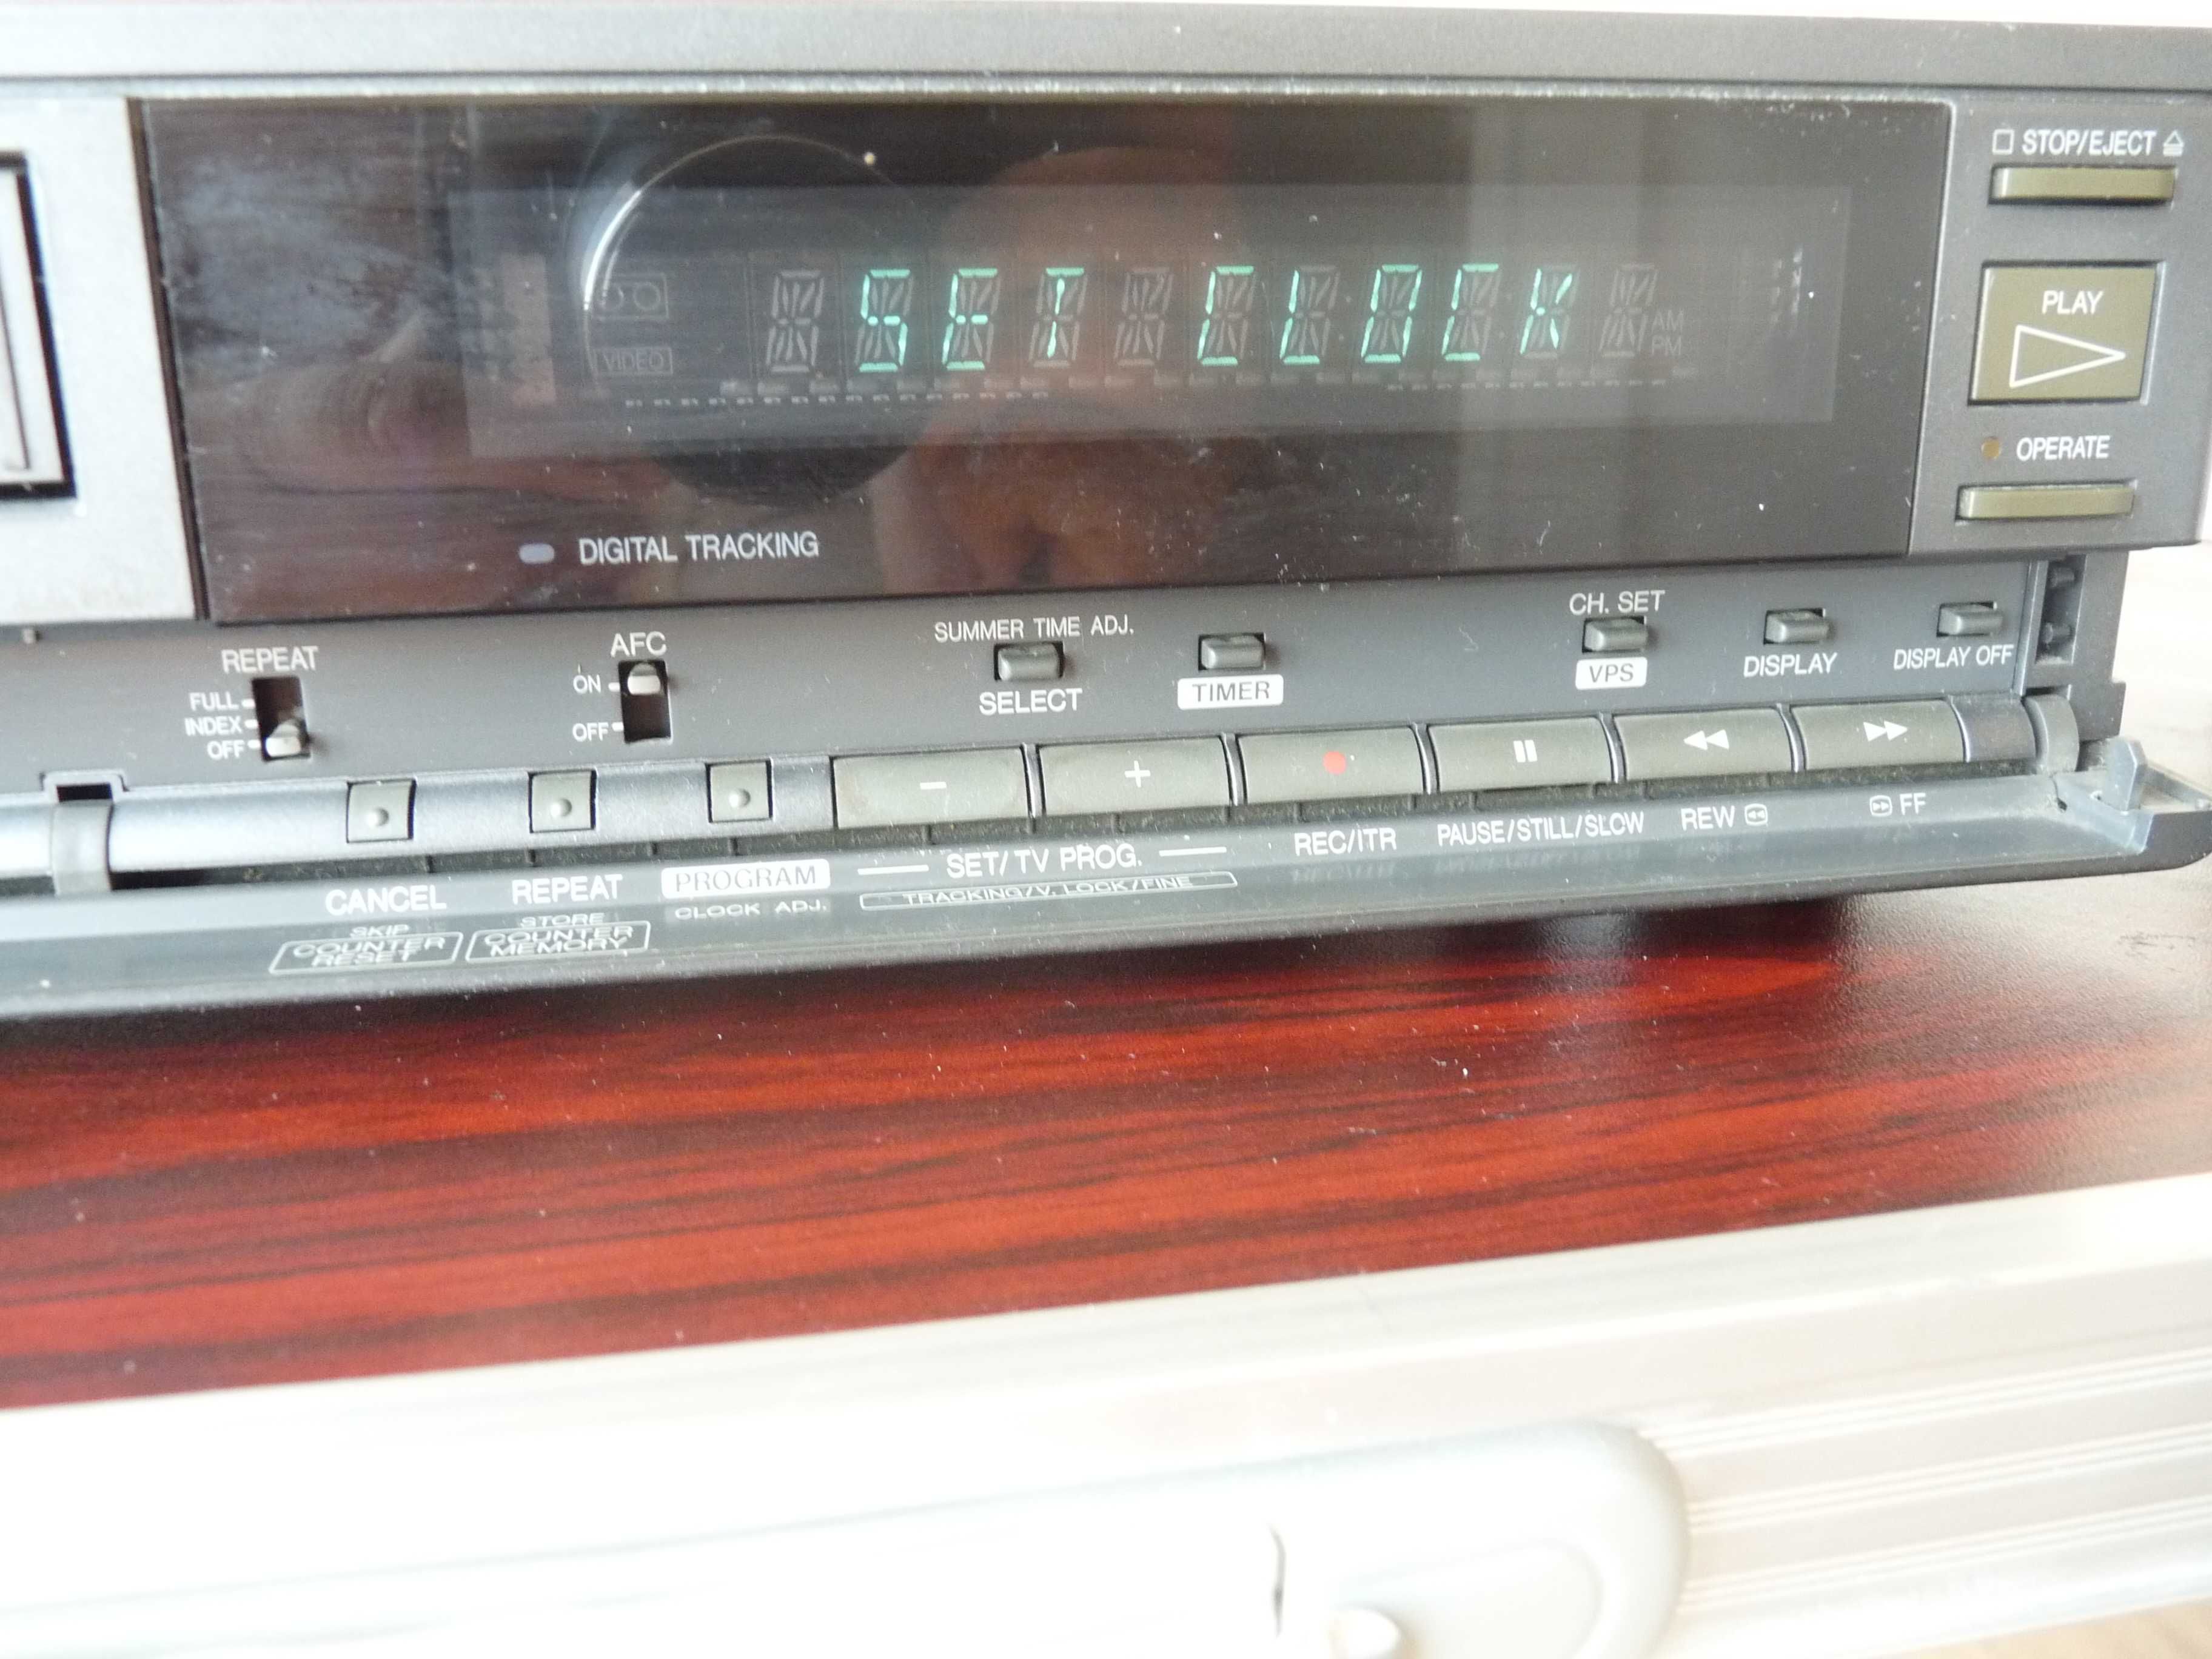 □ STOP/EJECT ⏏
PLAY
OPERATE
SET CLOCK
AM
PM
VIDEO
DIGITAL TRACKING
REPEAT
FULL
INDEX
OFF
AFC
ON
OFF
SUMMER TIME ADJ.
SELECT
TIMER
CH. SET
VPS
DISPLAY
DISPLAY OFF
− +
CANCEL
SKIP
COUNTER
RESET
REPEAT
STORE
COUNTER
MEMORY
PROGRAM
CLOCK ADJ.
SET/TV PROG.
TRACKING/V. LOCK/FINE
REC/ITR
PAUSE/STILL/SLOW
REW
FF